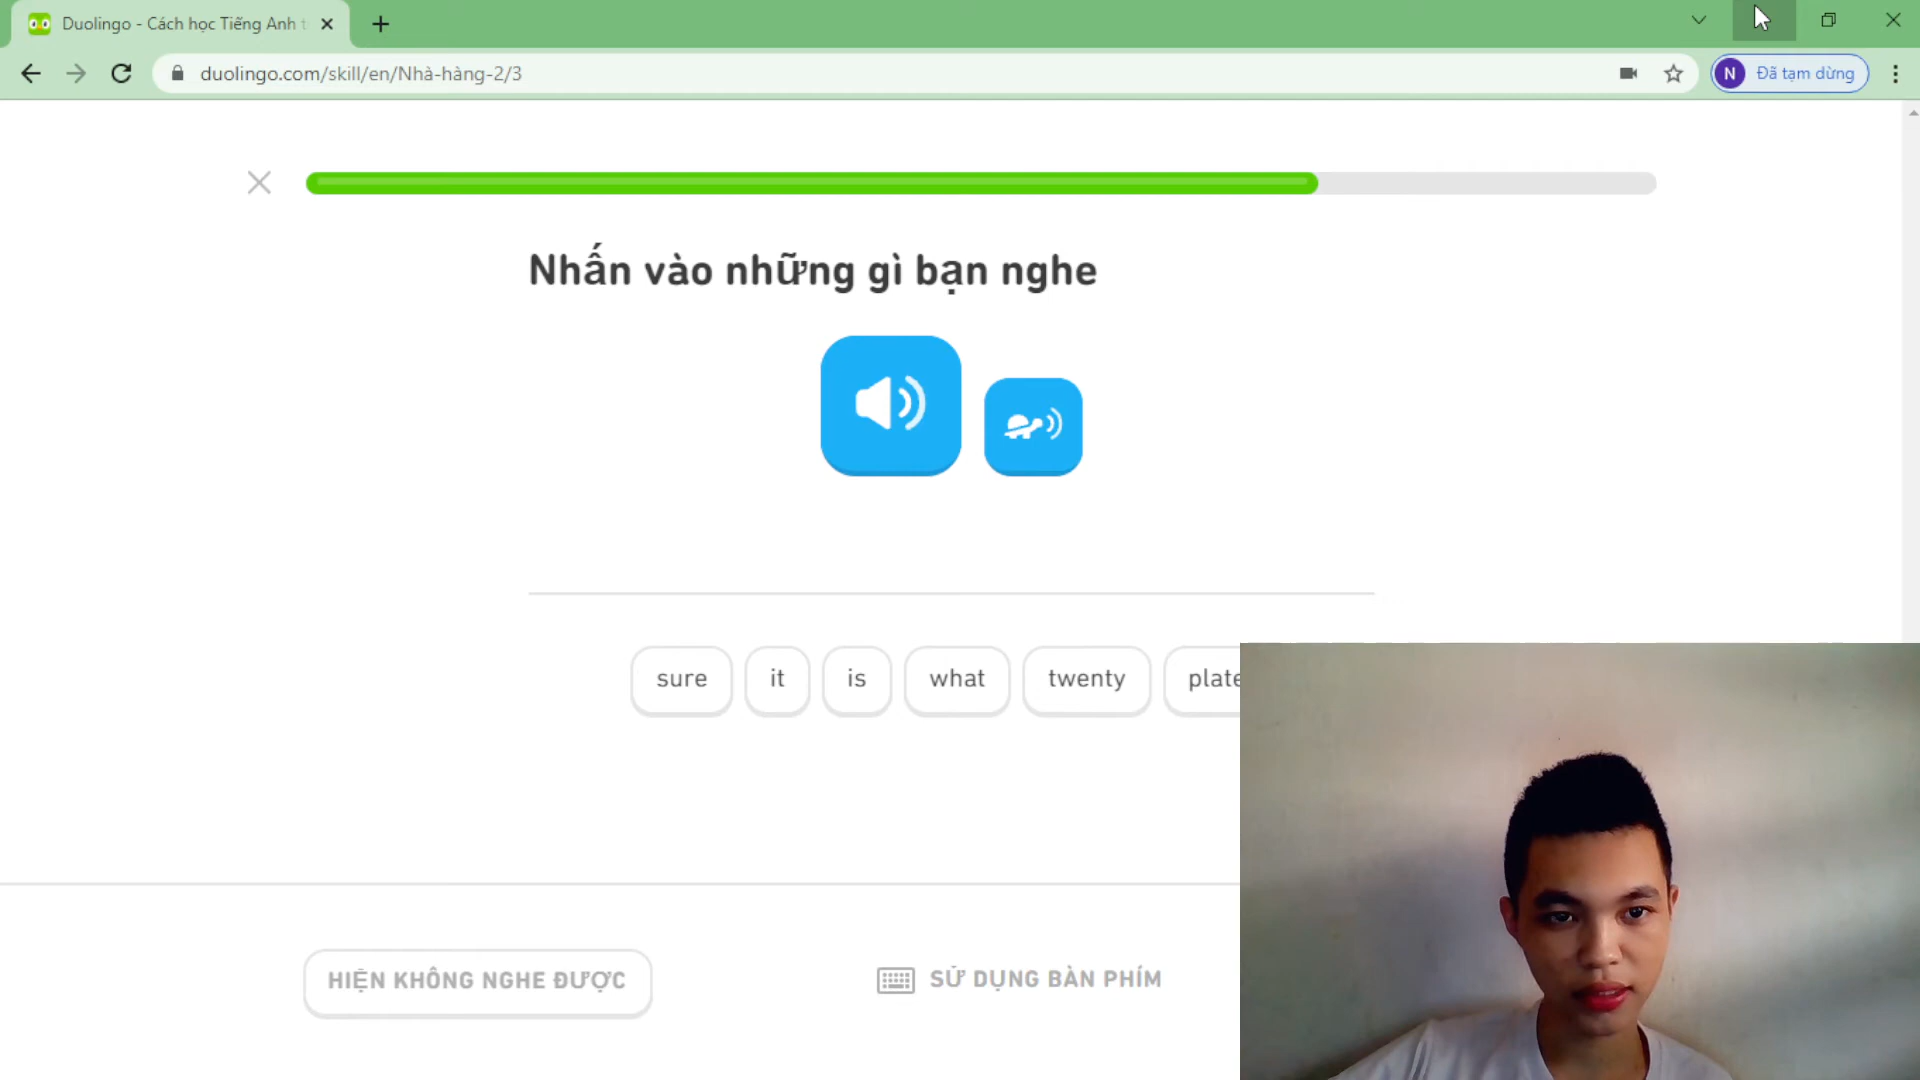 Duolingo - Cách học Tiếng Anh t
duolingo.com/skill/en/Nhà-hàng-2/3
N Đã tạm dừng
Nhấn vào những gì bạn nghe
sure it is what twenty plate
HIỆN KHÔNG NGHE ĐƯỢC
SỬ DỤNG BÀN PHÍM